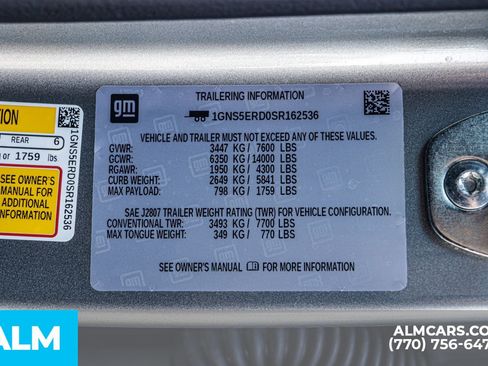 ATION
REAR 6
or 1759 lbs
SEE OWNER'S
MANUAL FOR
ADDITIONAL
INFORMATION
1GNS5ERD0SR162536
gm
TRAILERING INFORMATION
1GNS5ERD0SR162536
VEHICLE AND TRAILER MUST NOT EXCEED ANY OF THESE VALUES.
GVWR: 3447 KG/ 7600 LBS
GCWR: 6350 KG/ 14000 LBS
RGAWR: 1950 KG/ 4300 LBS
CURB WEIGHT: 2649 KG/ 5841 LBS
MAX PAYLOAD: 798 KG/ 1759 LBS
SAE J2807 TRAILER WEIGHT RATING (TWR) FOR VEHICLE CONFIGURATION.
CONVENTIONAL TWR: 3493 KG/ 7700 LBS
MAX TONGUE WEIGHT: 349 KG/ 770 LBS
SEE OWNER'S MANUAL FOR MORE INFORMATION
ALM
ALMCARS.CO
(770) 756-647